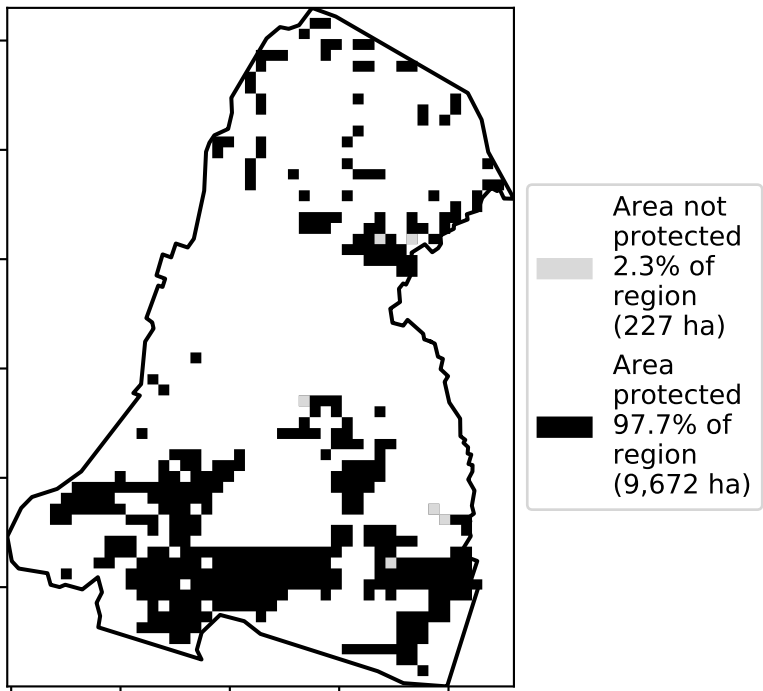 Area not
protected
2.3% of
region
(227 ha)
Area
protected
97.7% of
region
(9,672 ha)